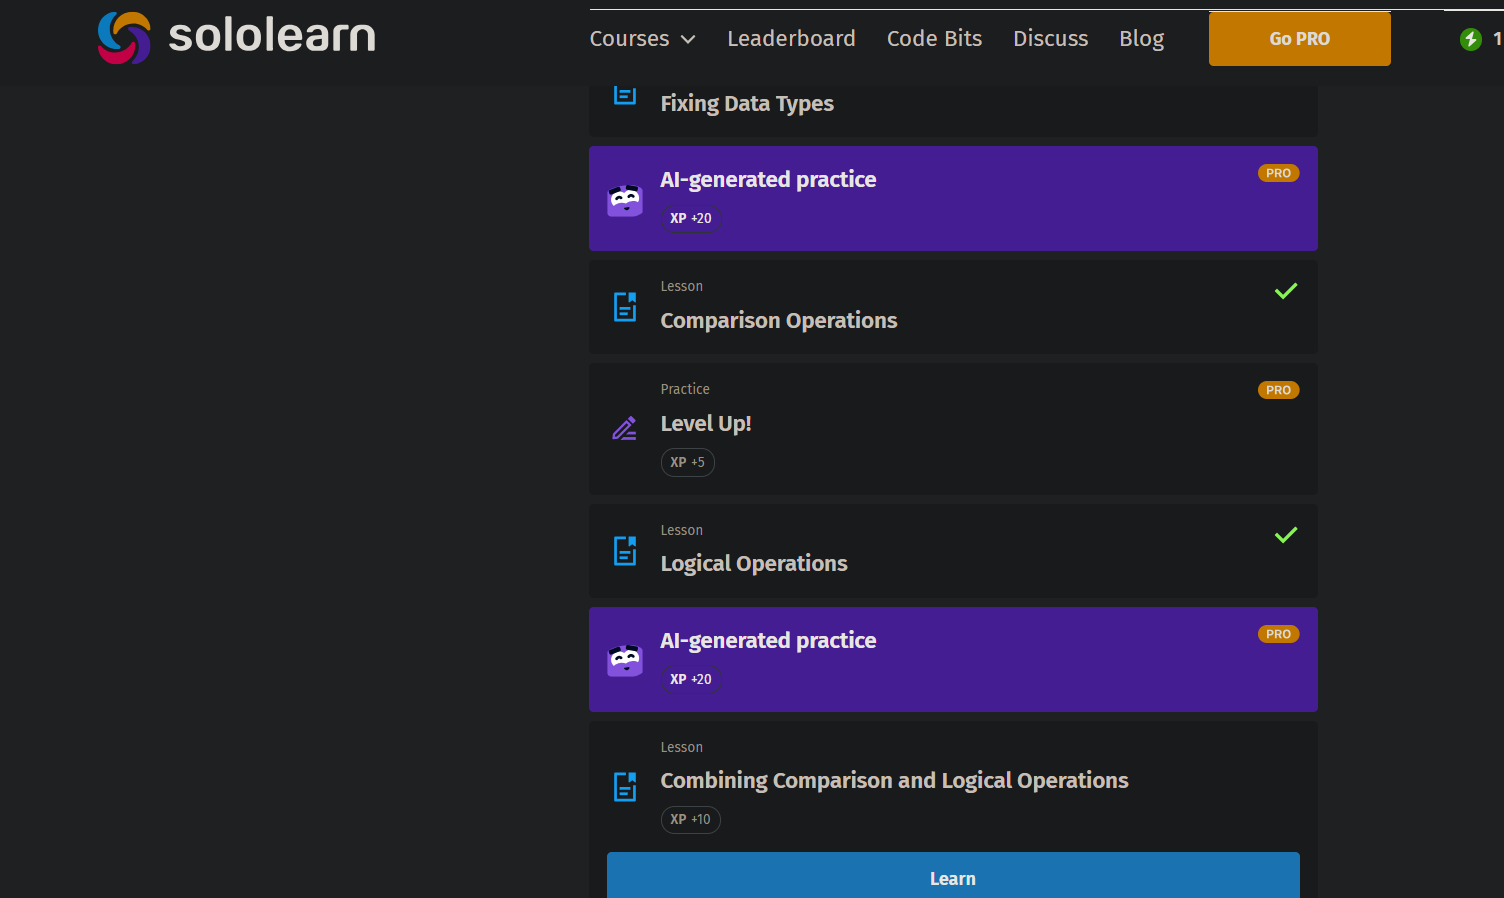 sololearn
Courses Leaderboard Code Bits Discuss Blog Go PRO 1
Fixing Data Types
AI-generated practice PRO
XP +20
Lesson
Comparison Operations
Practice PRO
Level Up!
XP +5
Lesson
Logical Operations
AI-generated practice PRO
XP +20
Lesson
Combining Comparison and Logical Operations
XP +10
Learn